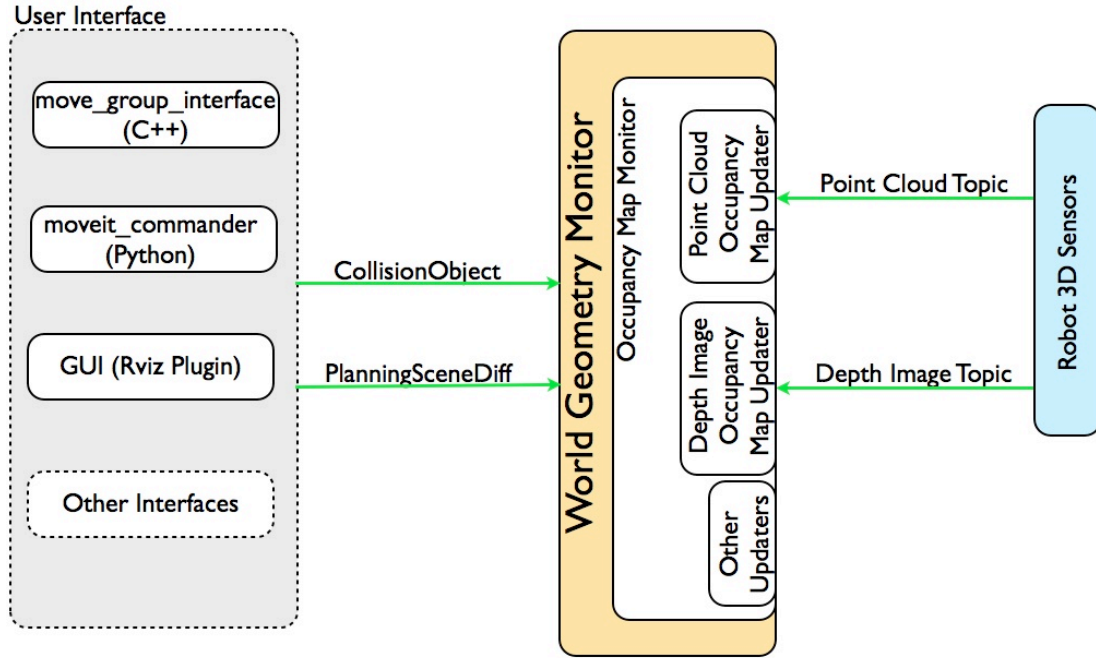 User Interface
move_group_interface
(C++)
moveit_commander
(Python)
GUI (Rviz Plugin)
Other Interfaces
CollisionObject
PlanningSceneDiff
World Geometry Monitor
Occupancy Map Monitor
Point Cloud
Occupancy
Map Updater
Depth Image
Occupancy
Map Updater
Other
Updaters
Point Cloud Topic
Depth Image Topic
Robot 3D Sensors